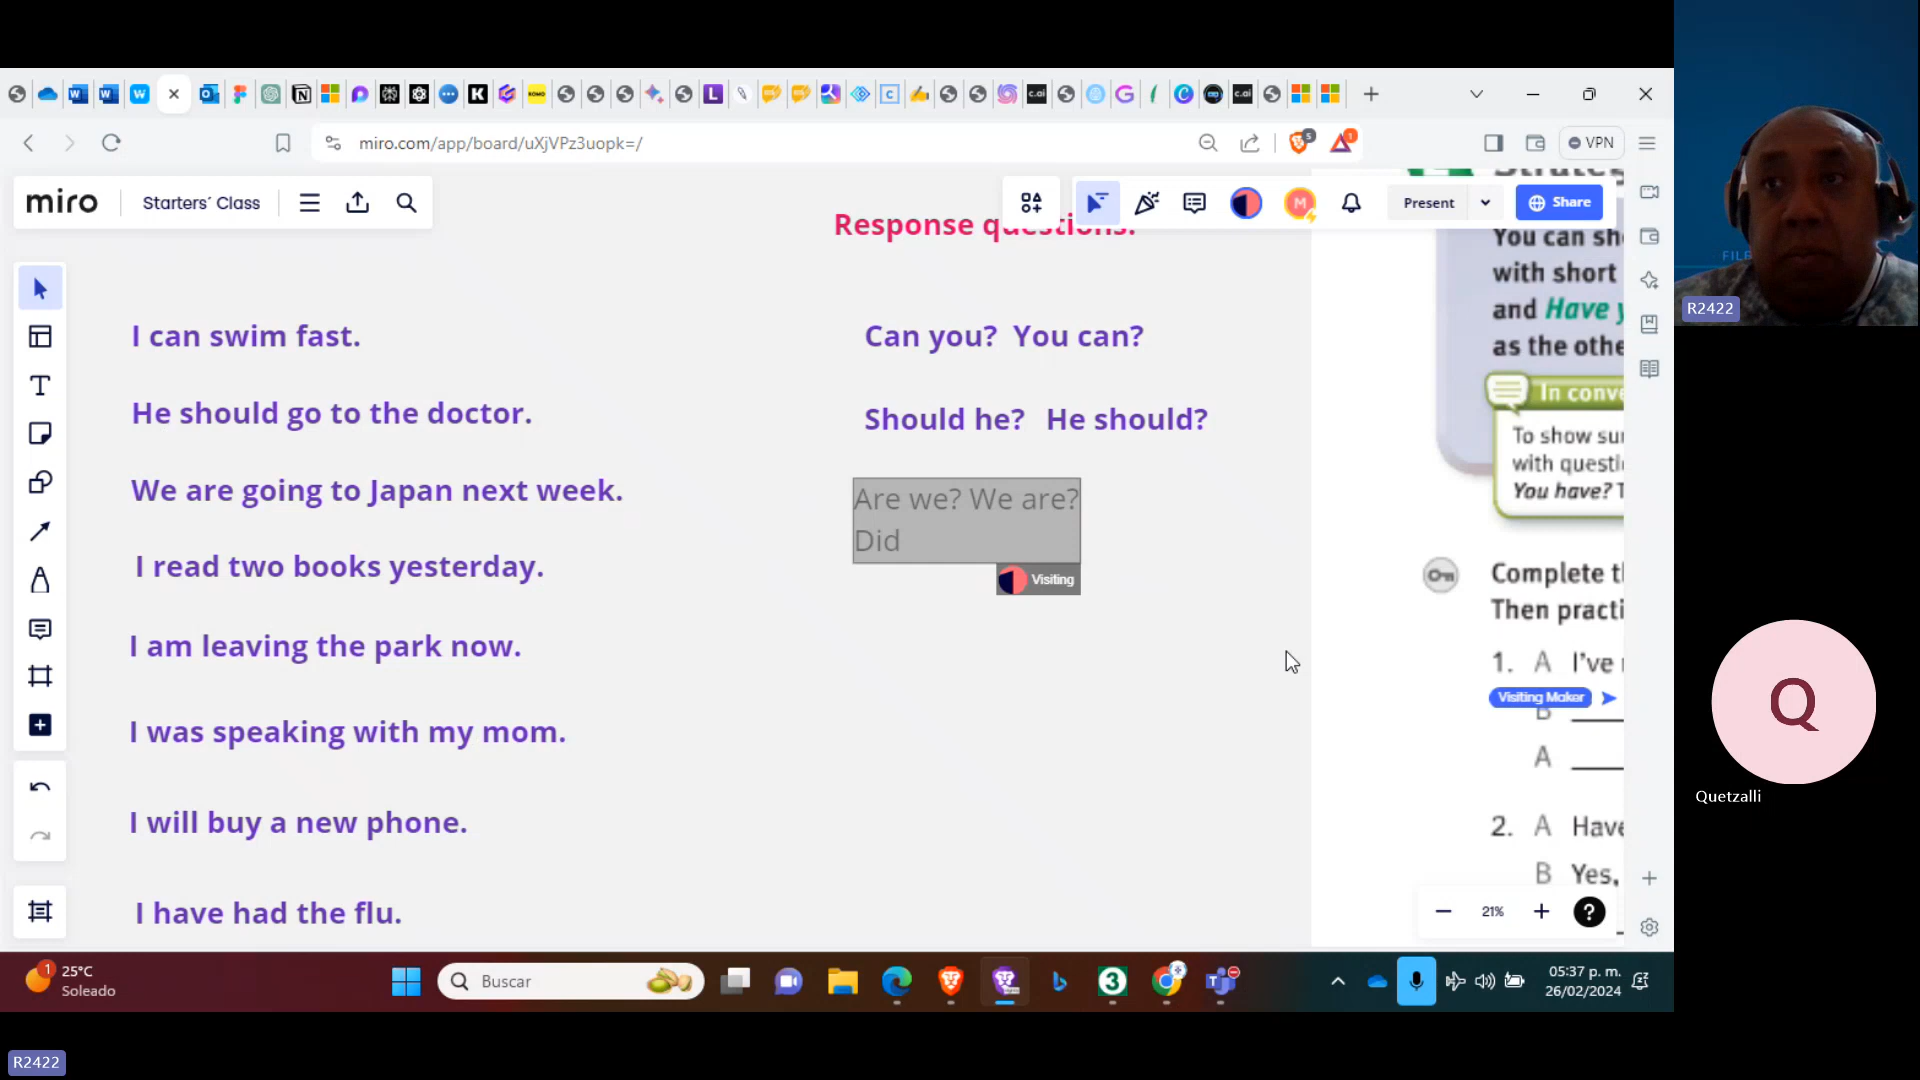 miro.com/app/board/uXjVPz3uopk=/
VPN
miro
Starters´ Class
Present
Share
Response questions:
I can swim fast.
Can you? You can?
He should go to the doctor.
Should he? He should?
We are going to Japan next week.
Are we? We are?
Did
Visiting
I read two books yesterday.
I am leaving the park now.
I was speaking with my mom.
I will buy a new phone.
I have had the flu.
You can sh
with short
and Have y
as the othe
In conve
To show su
with questi
You have? T
Complete t
Then practi
1. A I've
Visiting Maker
B
A
2. A Have
B Yes,
21%
25°C
Soleado
Buscar
05:37 p. m.
26/02/2024
R2422
Q
Quetzalli
R2422